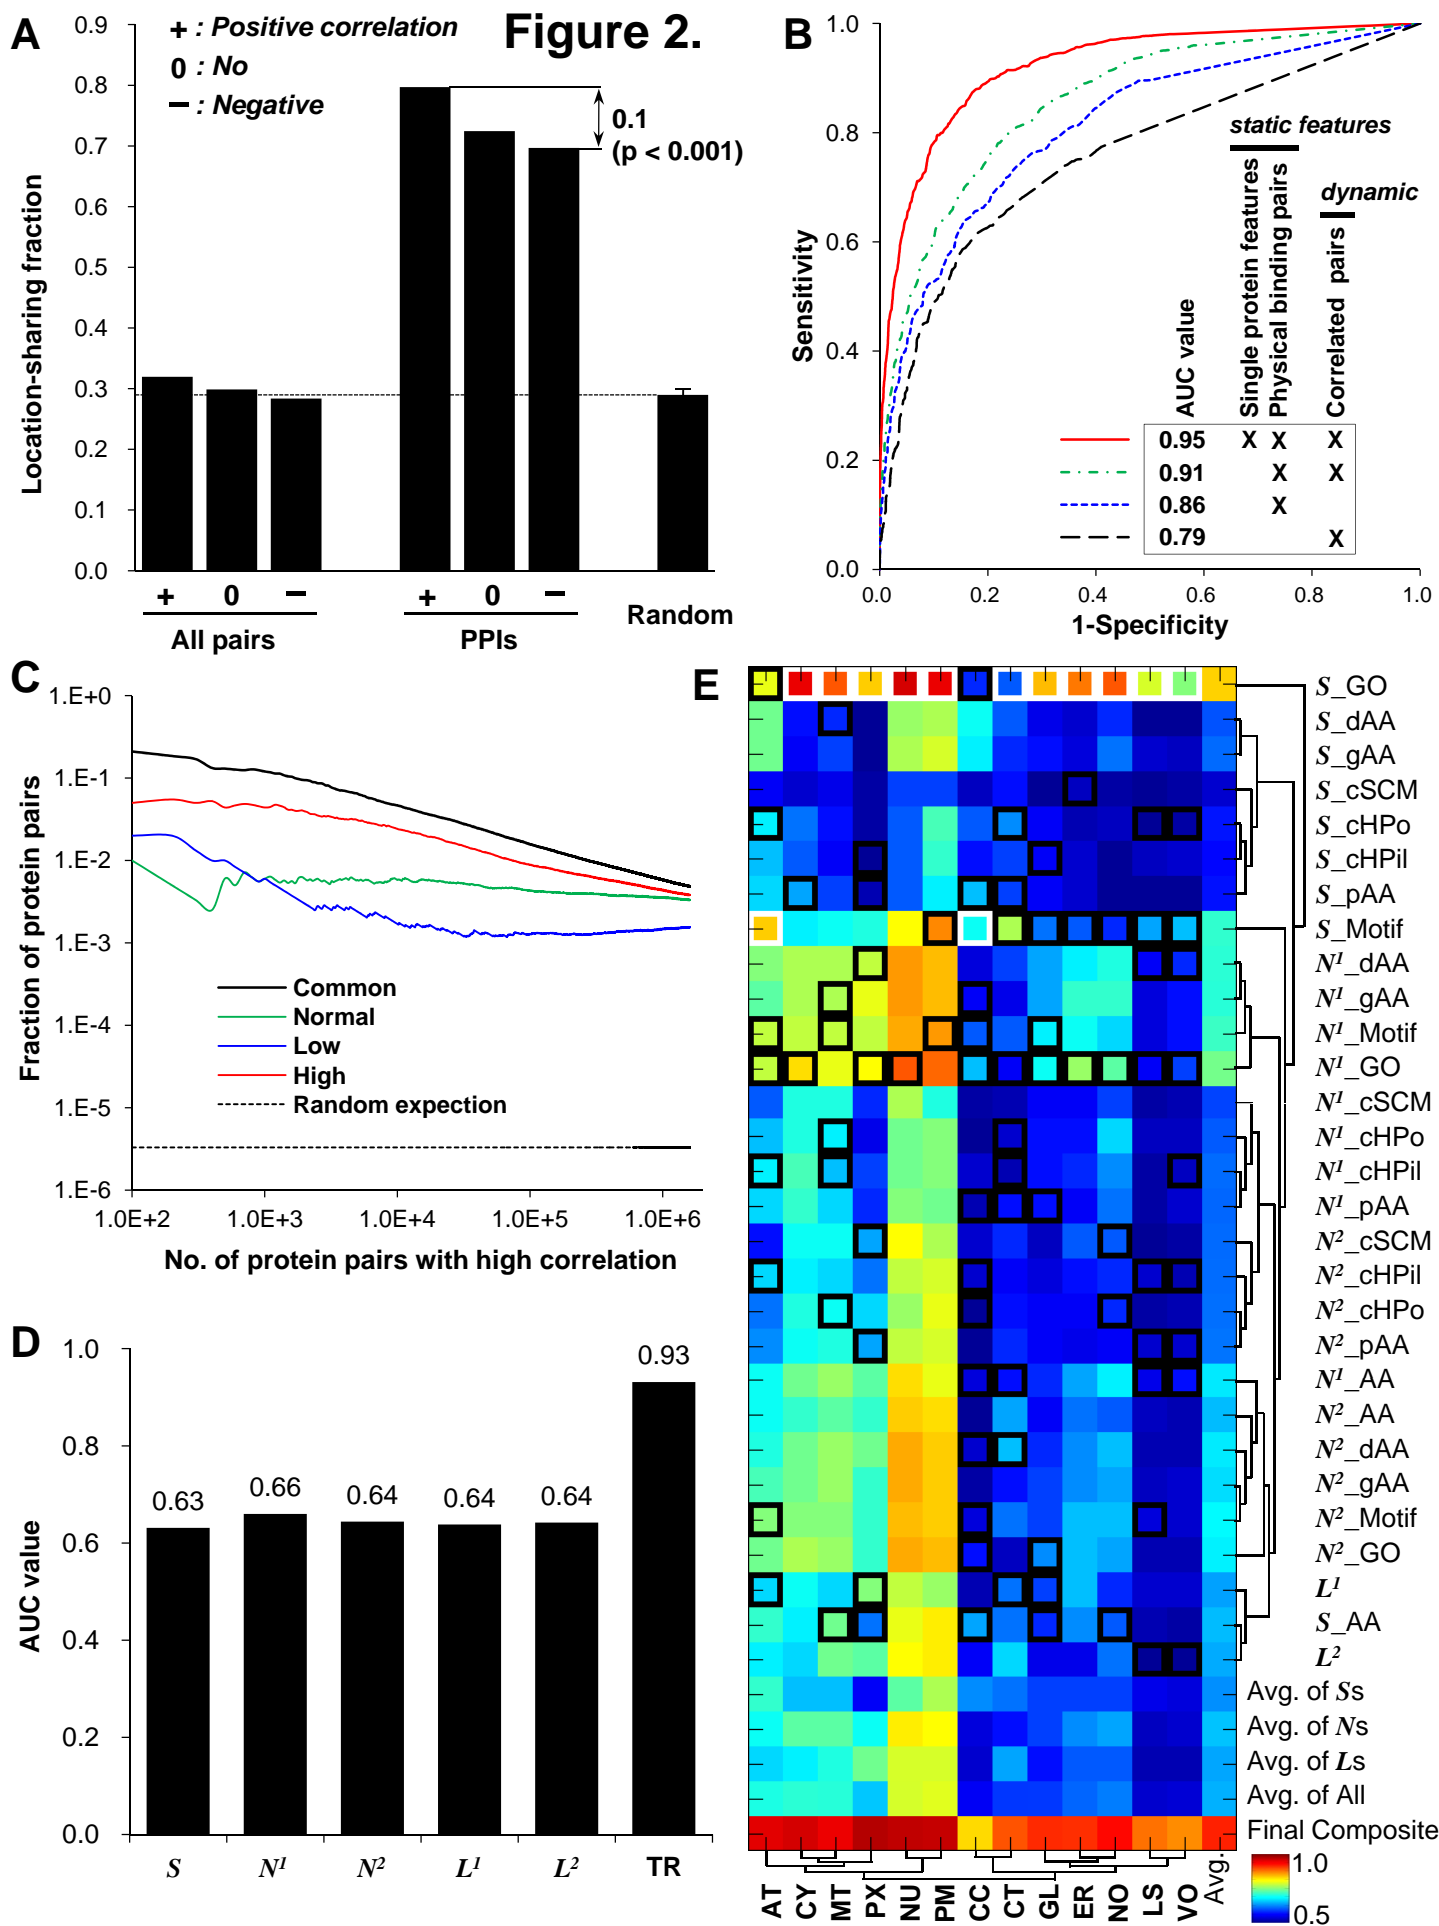 Figure 2.
A
+ : Positive correlation
0 : No
− : Negative
0.9
0.8
0.7
0.6
0.5
0.4
0.3
0.2
0.1
0.0
Location-sharing fraction
0.1
(p < 0.001)
+ 0 − + 0 −
All pairs
PPIs
Random
B
1.0
0.8
0.6
0.4
0.2
0.0
Sensitivity
0.0 0.2 0.4 0.6 0.8 1.0
1-Specificity
static features
dynamic
AUC value
Single protein features
Physical binding pairs
Correlated pairs
0.95 X X X
0.91 X X
0.86 X
0.79 X
C
1.E+0
1.E-1
1.E-2
1.E-3
1.E-4
1.E-5
1.E-6
Fraction of protein pairs
Common
Normal
Low
High
Random expection
1.0E+2 1.0E+3 1.0E+4 1.0E+5 1.0E+6
No. of protein pairs with high correlation
D
1.0
0.8
0.6
0.4
0.2
0.0
AUC value
0.63 0.66 0.64 0.64 0.64 0.93
S N¹ N² L¹ L² TR
E
S_GO
S_dAA
S_gAA
S_cSCM
S_cHPo
S_cHPil
S_pAA
S_Motif
N¹_dAA
N¹_gAA
N¹_Motif
N¹_GO
N¹_cSCM
N¹_cHPo
N¹_cHPil
N¹_pAA
N²_cSCM
N²_cHPil
N²_cHPo
N²_pAA
N¹_AA
N²_AA
N²_dAA
N²_gAA
N²_Motif
N²_GO
L¹
S_AA
L²
Avg. of Ss
Avg. of Ns
Avg. of Ls
Avg. of All
Final Composite
AT CY MT PX NU PM CC CT GL ER NO LS VO Avg.
1.0
0.5